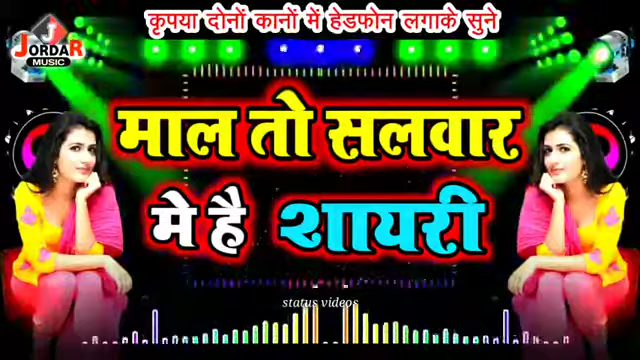 कृपया दोनों कानों में हेडफोन लगाके सुने
J
JORDAR
MUSIC
माल तो सलवार
मे है शायरी
status videos